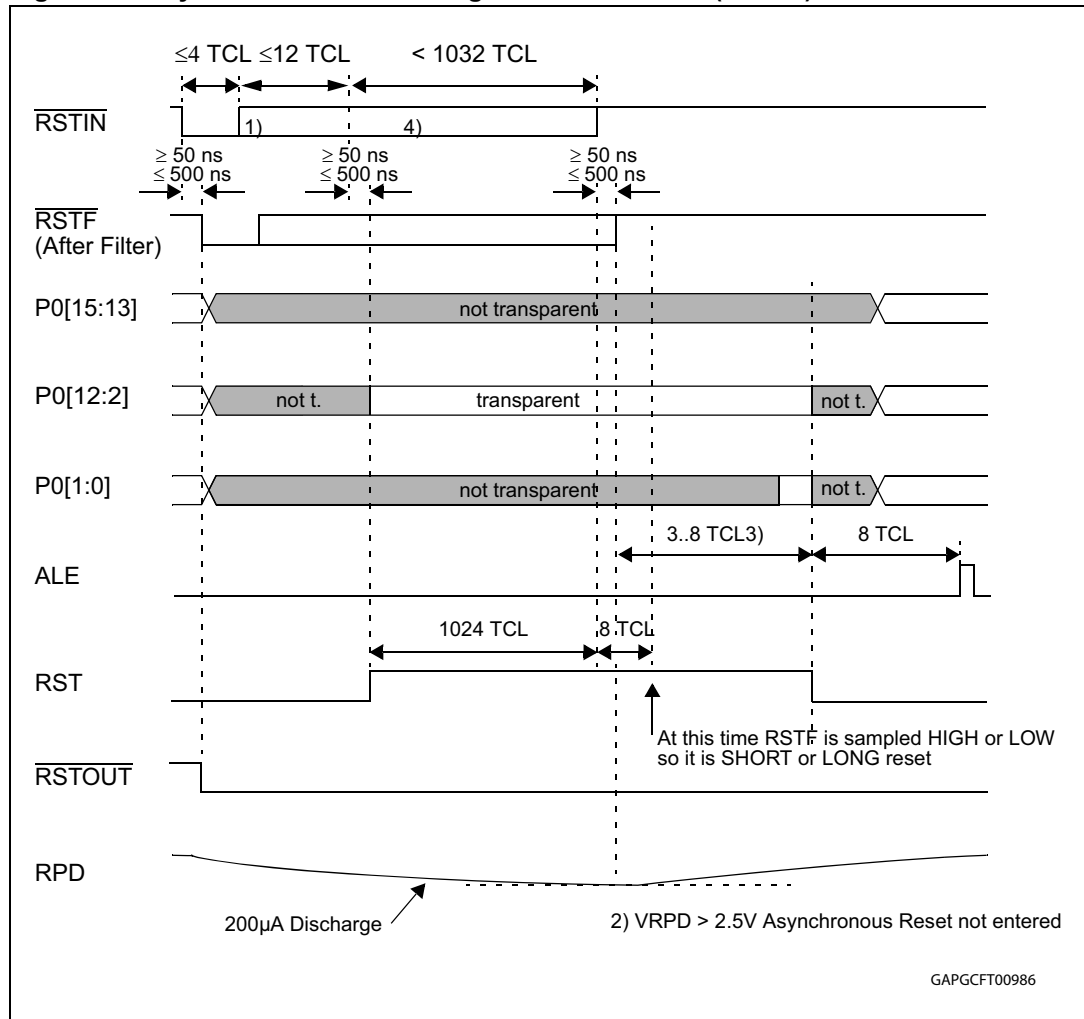 ≤4 TCL ≤12 TCL < 1032 TCL
RSTIN
1) 4)
≥ 50 ns ≥ 50 ns ≥ 50 ns
≤ 500 ns ≤ 500 ns ≤ 500 ns
RSTF
(After Filter)
P0[15:13] not transparent
P0[12:2] not t. transparent not t.
P0[1:0] not transparent not t.
3..8 TCL3) 8 TCL
ALE
1024 TCL 8 TCL
RST
At this time RSTF is sampled HIGH or LOW
so it is SHORT or LONG reset
RSTOUT
RPD
200µA Discharge 2) VRPD > 2.5V Asynchronous Reset not entered
GAPGCFT00986